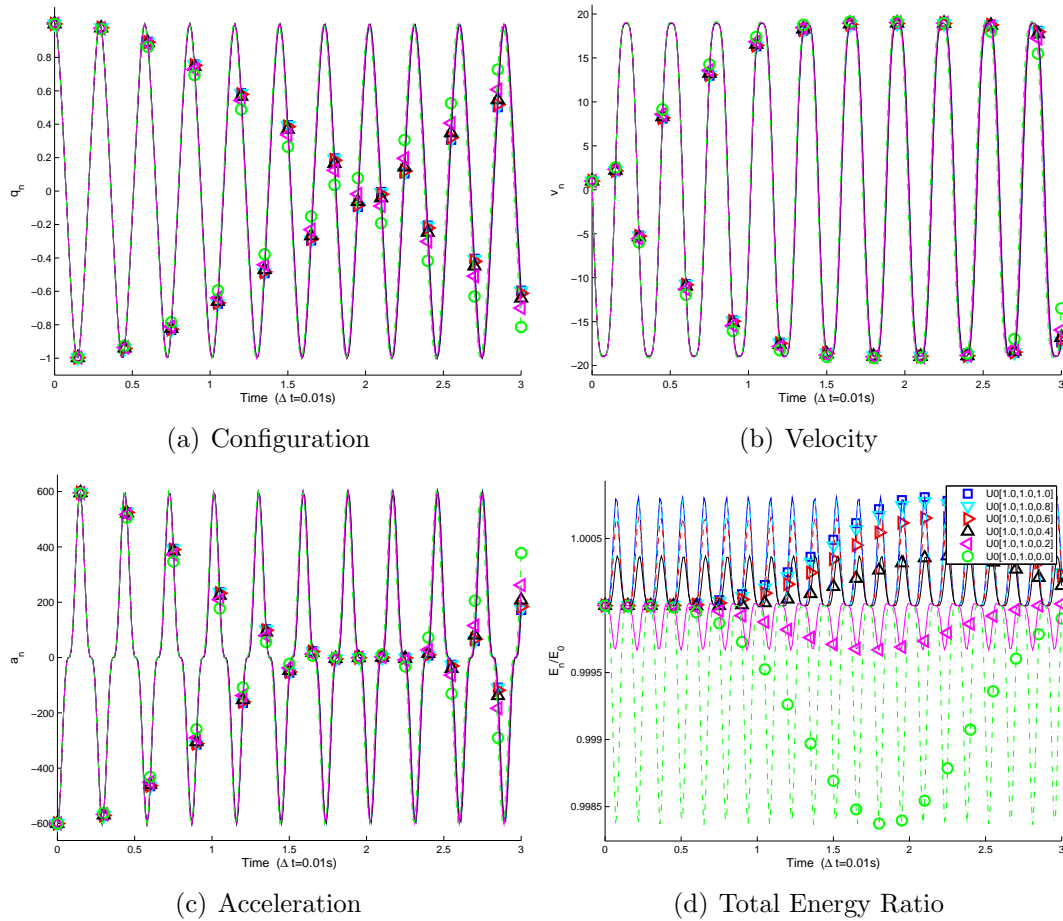 1
0.8
0.6
0.4
0.2
0
-0.2
-0.4
-0.6
-0.8
-1
q_n
0 0.5 1 1.5 2 2.5 3
Time (Δ t=0.01s)
(a) Configuration
20
15
10
5
0
−5
−10
−15
−20
v_n
0 0.5 1 1.5 2 2.5 3
Time (Δ t=0.01s)
(b) Velocity
600
400
200
0
−200
−400
−600
a_n
0 0.5 1 1.5 2 2.5 3
Time (Δ t=0.01s)
(c) Acceleration
1.0005
1
0.9995
0.999
0.9985
E_n/E_0
0 0.5 1 1.5 2 2.5 3
Time (Δ t=0.01s)
U0[1.0,1.0,1.0]
U0[1.0,1.0,0.8]
U0[1.0,1.0,0.6]
U0[1.0,1.0,0.4]
U0[1.0,1.0,0.2]
U0[1.0,1.0,0.0]
(d) Total Energy Ratio